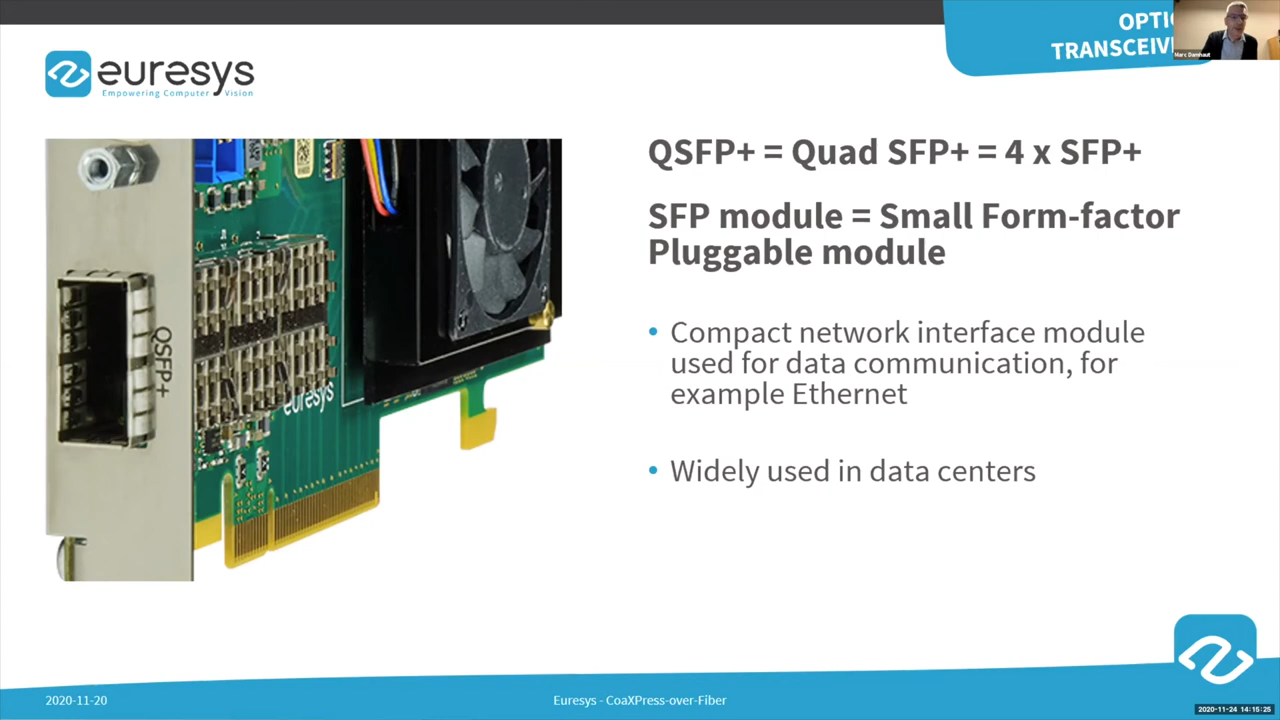 OPTIC
TRANSCEIV
Marc Damhaut
euresys
Empowering Computer Vision
QSFP+ = Quad SFP+ = 4 x SFP+
SFP module = Small Form-factor
Pluggable module
• Compact network interface module
used for data communication, for
example Ethernet
• Widely used in data centers
QSFP+
euresys
2020-11-20
Euresys - CoaXPress-over-Fiber
2020-11-24 14:15:25